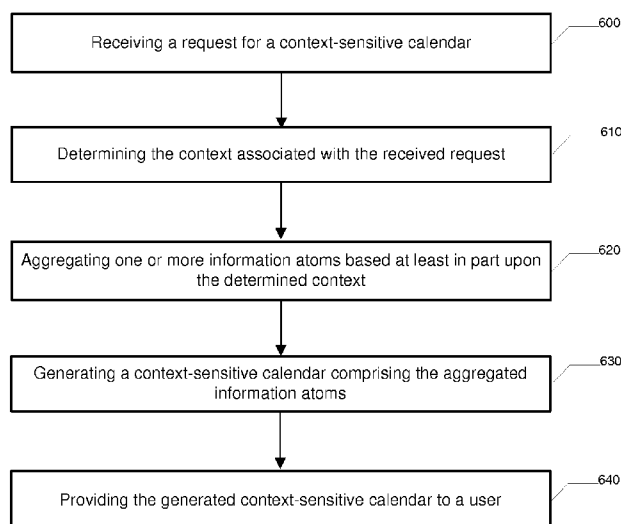 600
Receiving a request for a context-sensitive calendar
610
Determining the context associated with the received request
620
Aggregating one or more information atoms based at least in part upon
the determined context
630
Generating a context-sensitive calendar comprising the aggregated
information atoms
640
Providing the generated context-sensitive calendar to a user